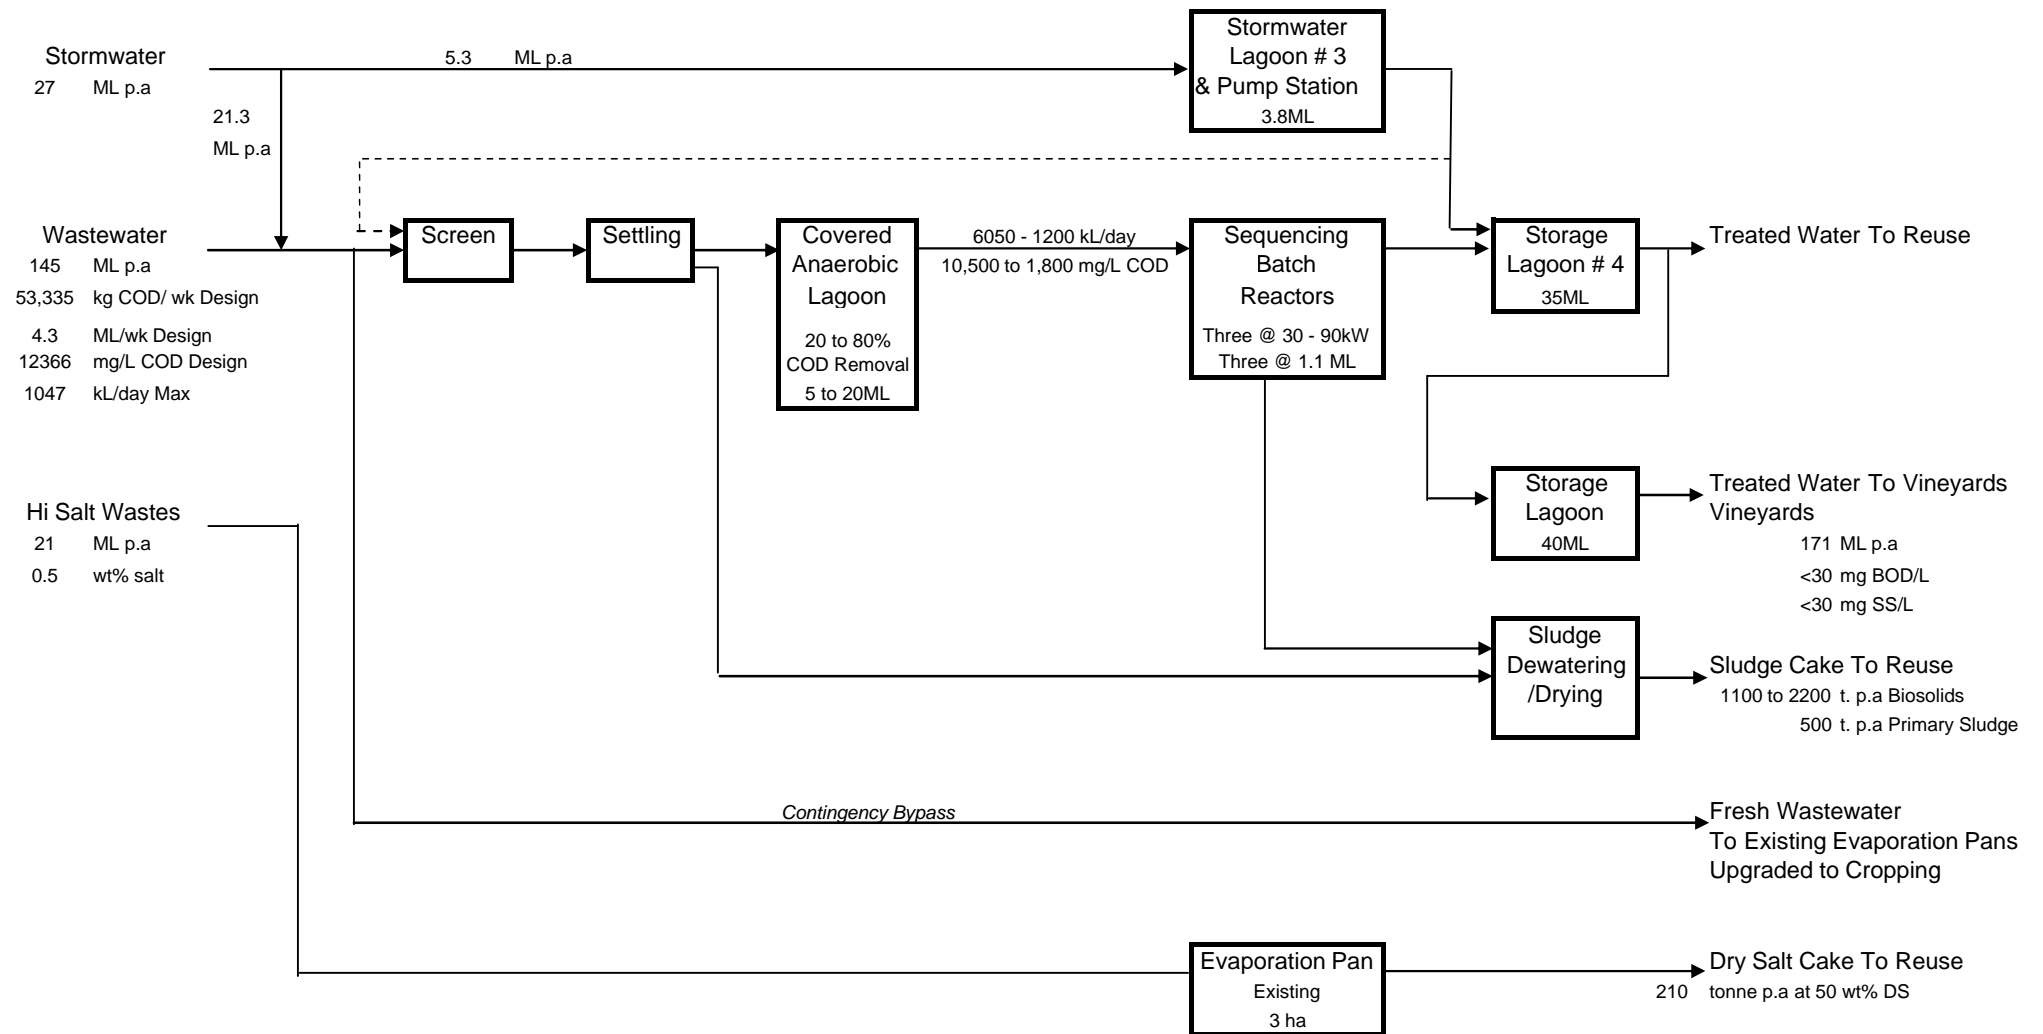 Stormwater
27 ML p.a
5.3 ML p.a
21.3
ML p.a
Stormwater
Lagoon # 3
& Pump Station
3.8ML
Wastewater
145 ML p.a
53,335 kg COD/ wk Design
4.3 ML/wk Design
12366 mg/L COD Design
1047 kL/day Max
Screen
Settling
Covered
Anaerobic
Lagoon
20 to 80%
COD Removal
5 to 20ML
6050 - 1200 kL/day
10,500 to 1,800 mg/L COD
Sequencing
Batch
Reactors
Three @ 30 - 90kW
Three @ 1.1 ML
Storage
Lagoon # 4
35ML
Treated Water To Reuse
Hi Salt Wastes
21 ML p.a
0.5 wt% salt
Storage
Lagoon
40ML
Treated Water To Vineyards
Vineyards
171 ML p.a
<30 mg BOD/L
<30 mg SS/L
Sludge
Dewatering
/Drying
Sludge Cake To Reuse
1100 to 2200 t. p.a Biosolids
500 t. p.a Primary Sludge
Contingency Bypass
Fresh Wastewater
To Existing Evaporation Pans
Upgraded to Cropping
Evaporation Pan
Existing
3 ha
Dry Salt Cake To Reuse
210 tonne p.a at 50 wt% DS